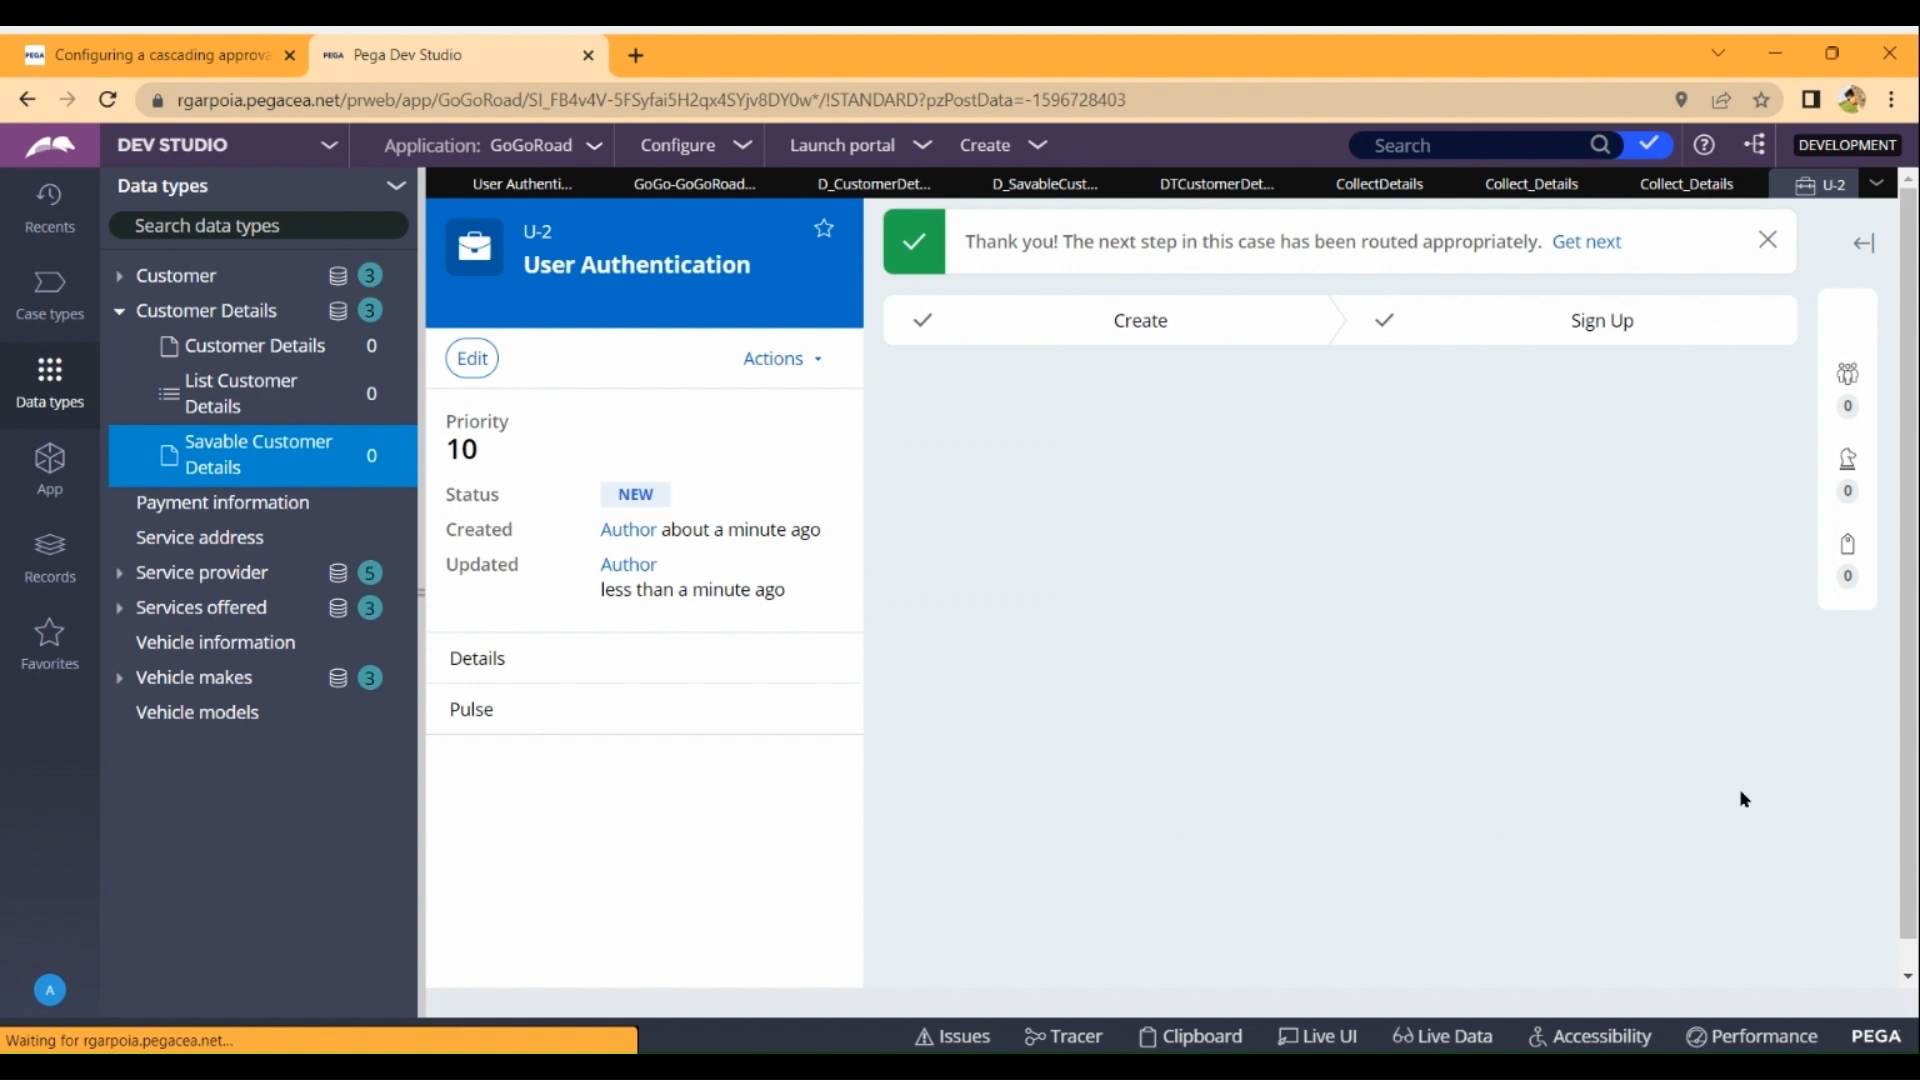 PEGA Configuring a cascading approva
PEGA Pega Dev Studio
rgarpoia.pegacea.net/prweb/app/GoGoRoad/SI_FB4v4V-5FSyfai5H2qx4SYjv8DY0w*/!STANDARD?pzPostData=-1596728403
DEV STUDIO
Application: GoGoRoad
Configure
Launch portal
Create
Search
DEVELOPMENT
Recents
Case types
Data types
App
Records
Favorites
A
Data types
Search data types
Customer 3
Customer Details 3
Customer Details 0
List Customer
Details 0
Savable Customer
Details 0
Payment information
Service address
Service provider 5
Services offered 3
Vehicle information
Vehicle makes 3
Vehicle models
User Authenti...
GoGo-GoGoRoad...
D_CustomerDet...
D_SavableCust...
DTCustomerDet...
CollectDetails
Collect_Details
Collect_Details
U-2
U-2
User Authentication
Edit
Actions
Priority
10
Status NEW
Created Author about a minute ago
Updated Author
less than a minute ago
Details
Pulse
Thank you! The next step in this case has been routed appropriately. Get next
Create
Sign Up
0
0
0
Waiting for rgarpoia.pegacea.net...
Issues
Tracer
Clipboard
Live UI
Live Data
Accessibility
Performance
PEGA